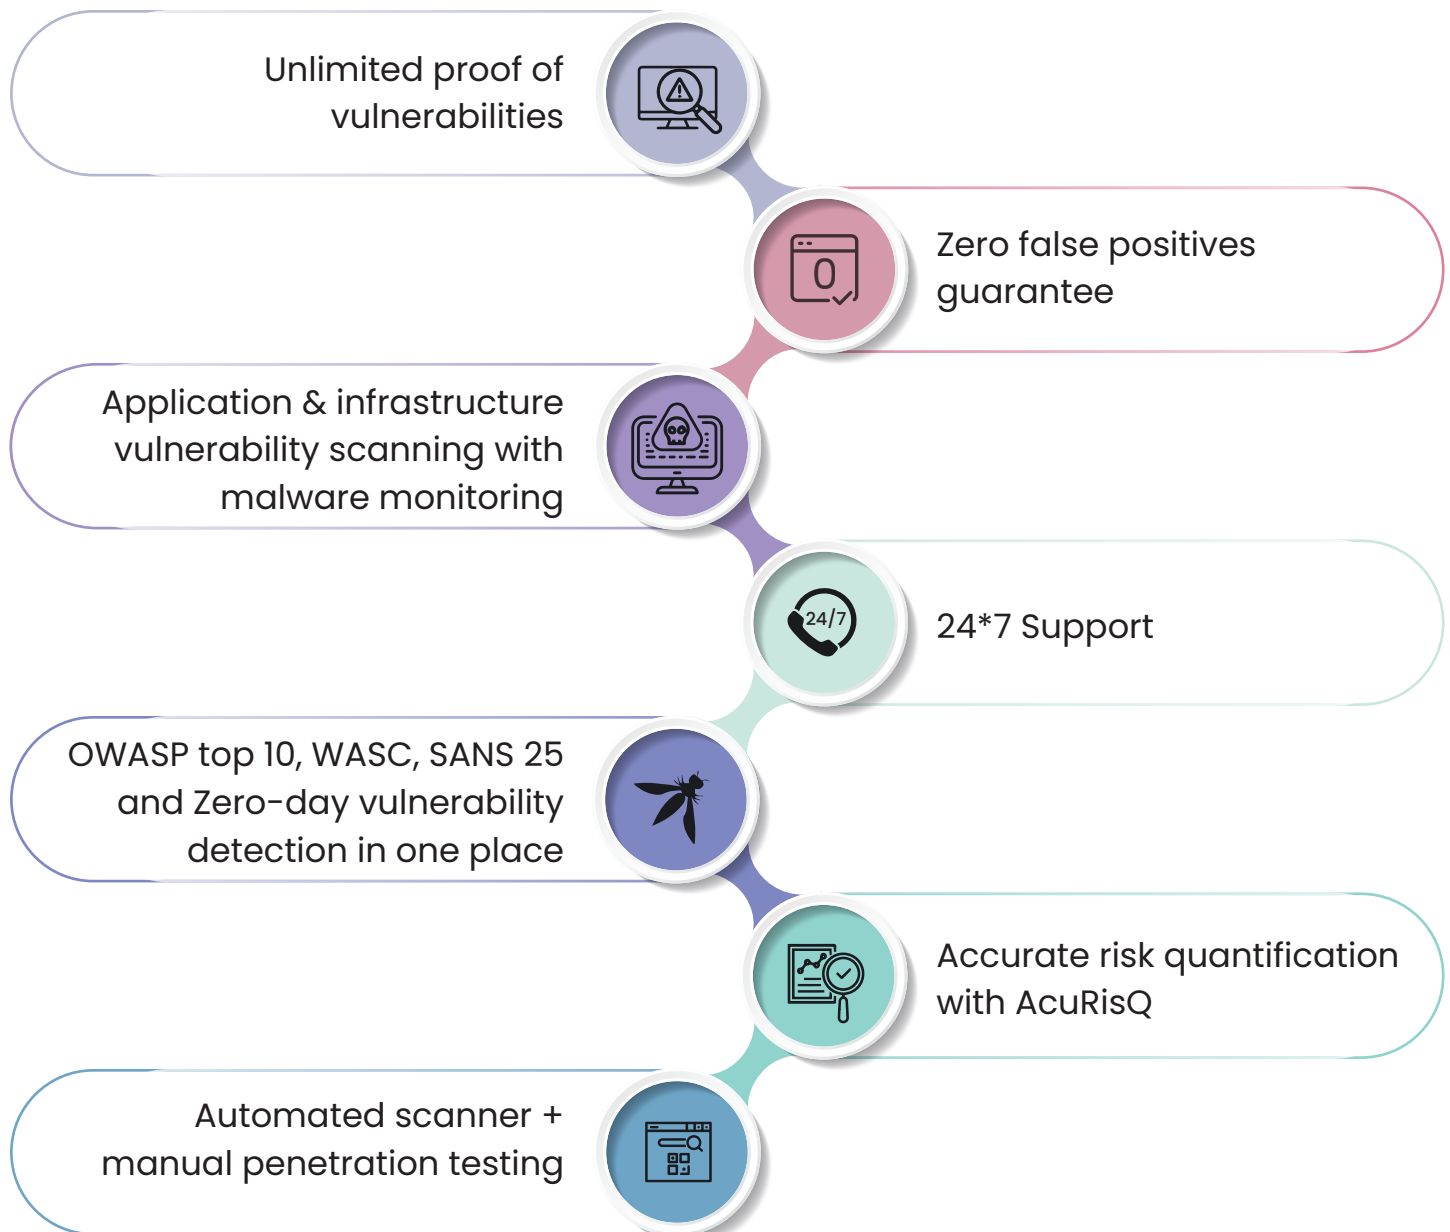 Unlimited proof of
vulnerabilities
0
Zero false positives
guarantee
Application & infrastructure
vulnerability scanning with
malware monitoring
24/7
24*7 Support
OWASP top 10, WASC, SANS 25
and Zero-day vulnerability
detection in one place
Accurate risk quantification
with AcuRisQ
Automated scanner +
manual penetration testing